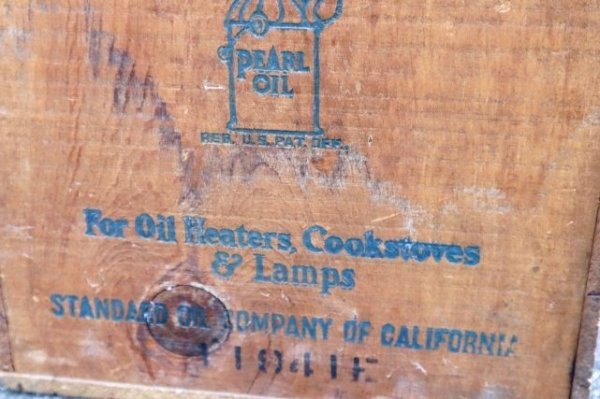 PEARL
OIL
REG. U.S. PAT. OFF.
For Oil Heaters, Cookstoves
& Lamps
STANDARD OIL COMPANY OF CALIFORNIA